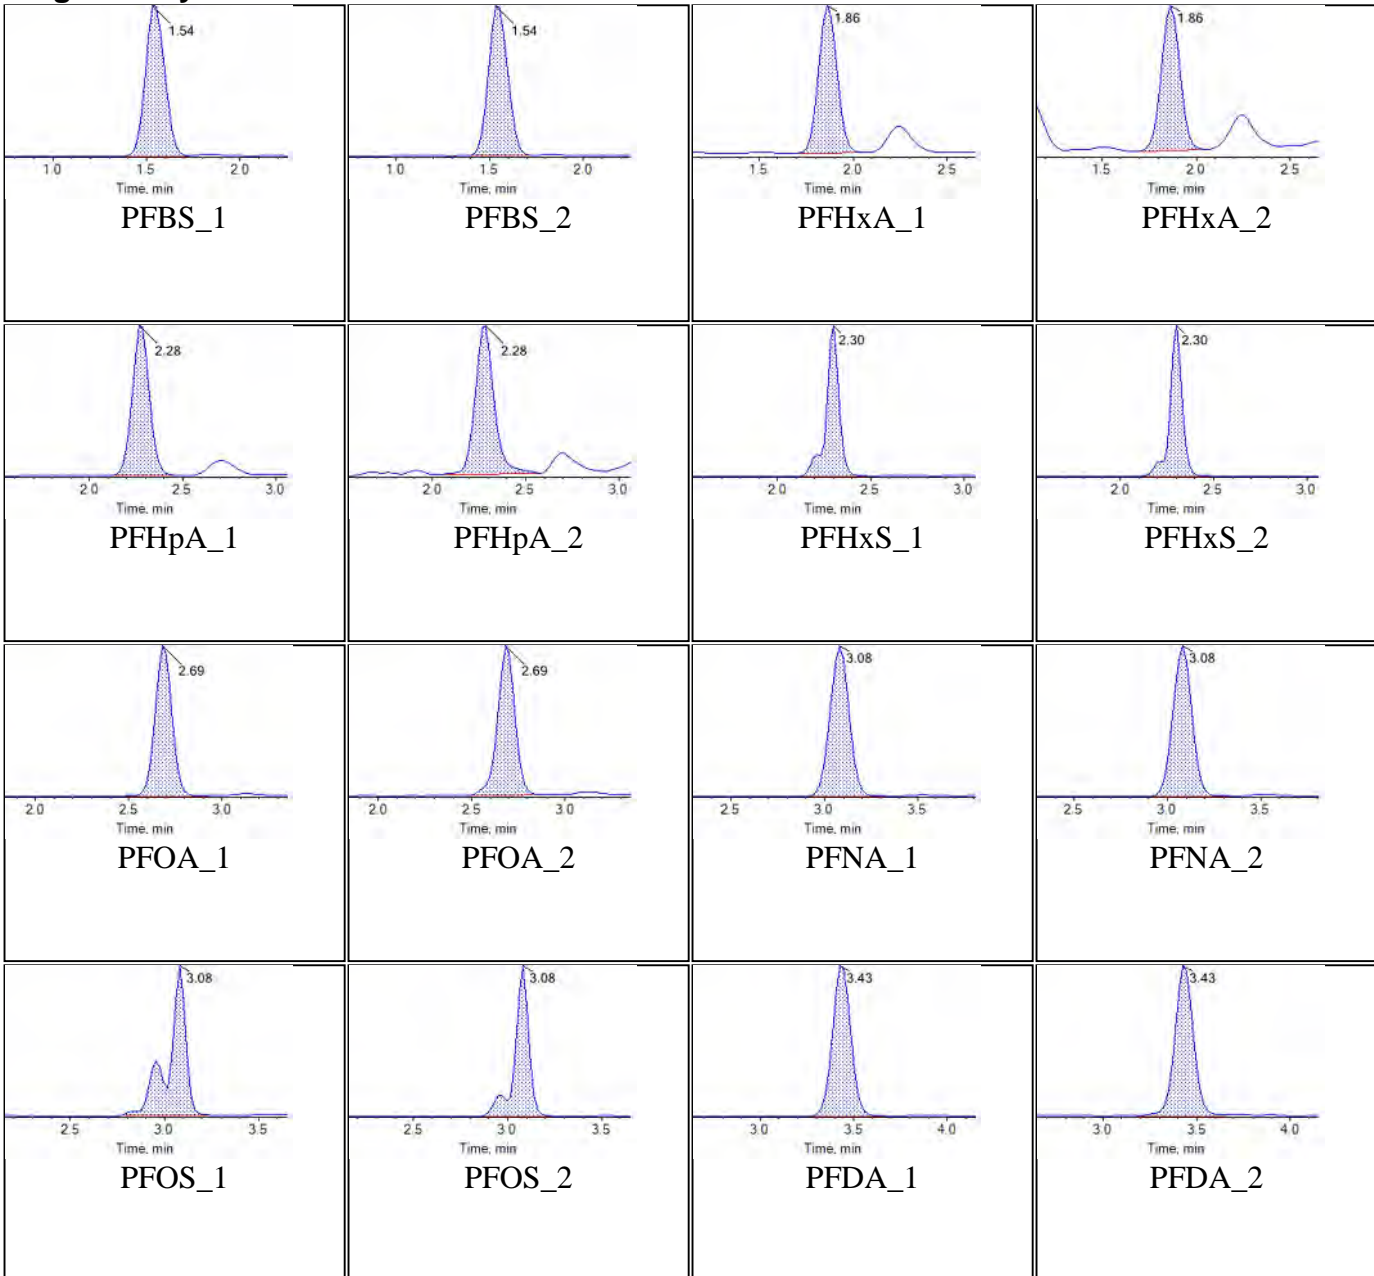 1.54 1.54 1.86 1.86
1.0 1.5 2.0 1.0 1.5 2.0 1.5 2.0 2.5 1.5 2.0 2.5
Time, min Time, min Time, min Time, min
PFBS_1 PFBS_2 PFHxA_1 PFHxA_2
2.28 2.28 2.30 2.30
2.0 2.5 3.0 2.0 2.5 3.0 2.0 2.5 3.0 2.0 2.5 3.0
Time, min Time, min Time, min Time, min
PFHpA_1 PFHpA_2 PFHxS_1 PFHxS_2
2.69 2.69 3.08 3.08
2.0 2.5 3.0 2.0 2.5 3.0 2.5 3.0 3.5 2.5 3.0 3.5
Time, min Time, min Time, min Time, min
PFOA_1 PFOA_2 PFNA_1 PFNA_2
3.08 3.08 3.43 3.43
2.5 3.0 3.5 2.5 3.0 3.5 3.0 3.5 4.0 3.0 3.5 4.0
Time, min Time, min Time, min Time, min
PFOS_1 PFOS_2 PFDA_1 PFDA_2